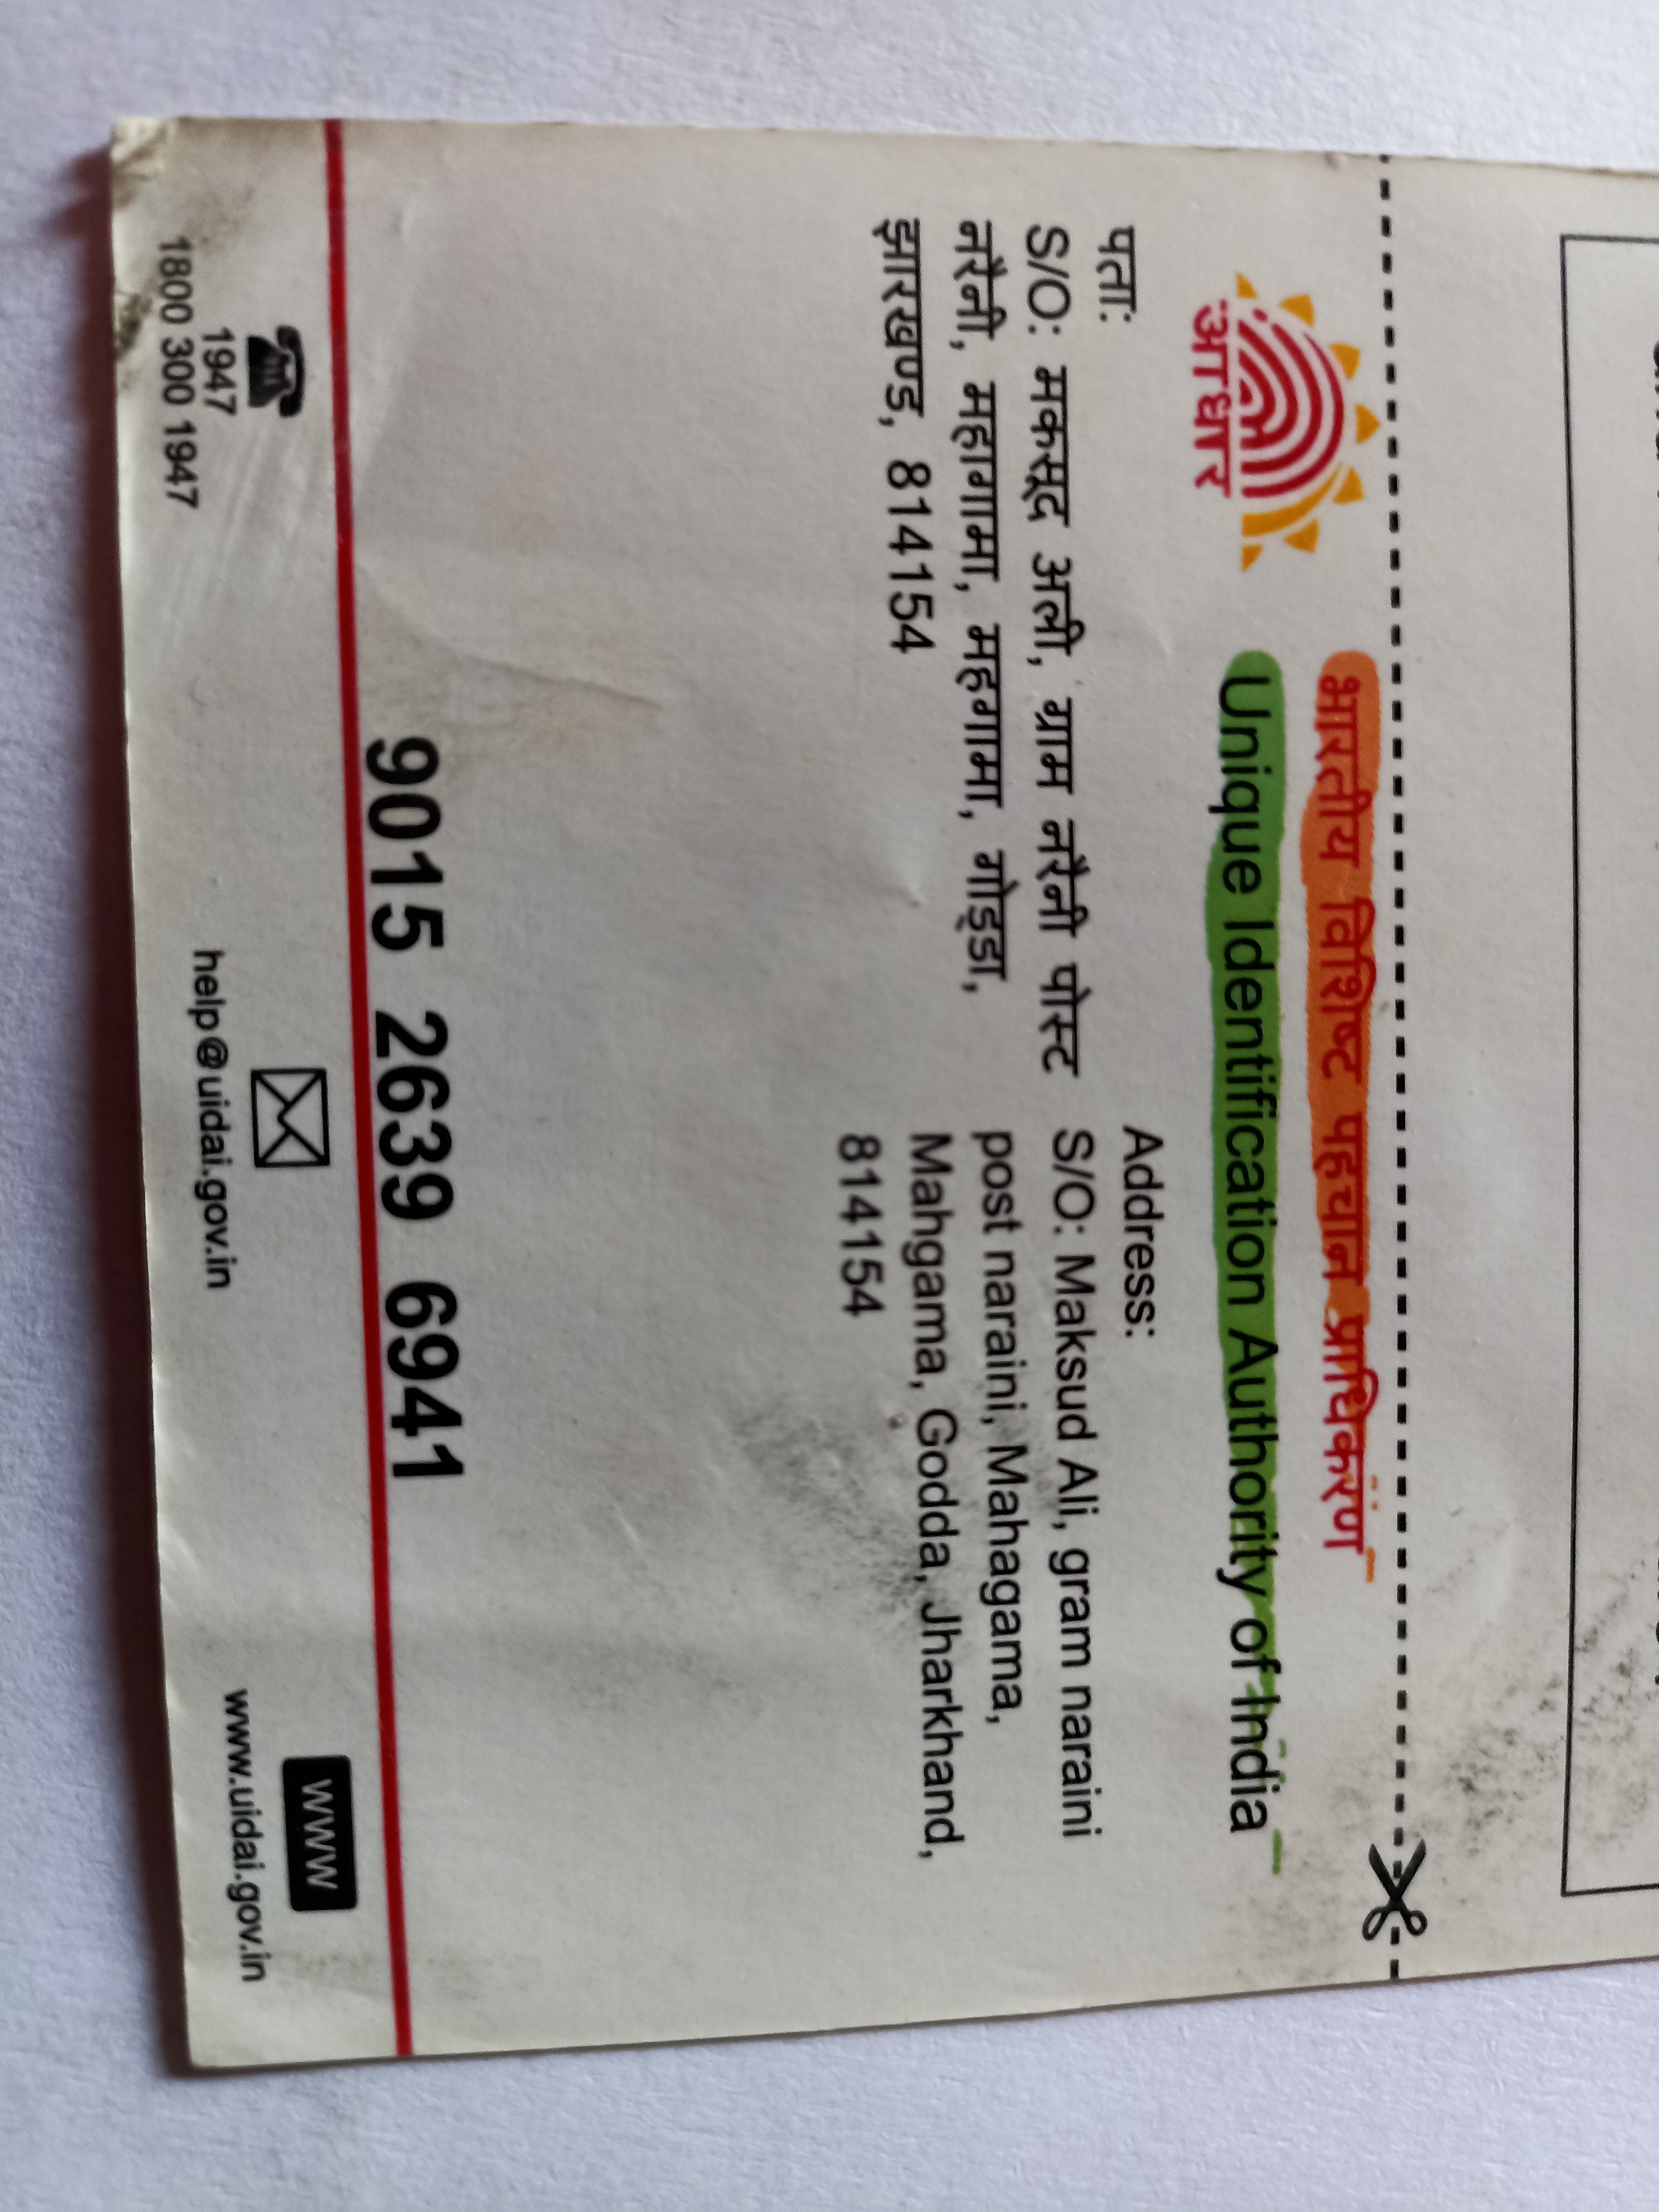 भारतीय विशिष्ट पहचान प्राधिकरण
Unique Identification Authority of India
आधार
पता:
S/O: मकसूद अली, ग्राम नरैनी पोस्ट
नरैनी, महागामा, महगामा, गोड्डा,
झारखण्ड, 814154
Address:
S/O: Maksud Ali, gram naraini
post naraini, Mahagama,
Mahgama, Godda, Jharkhand,
814154
9015 2639 6941
1947
1800 300 1947
help@uidai.gov.in
www
www.uidai.gov.in